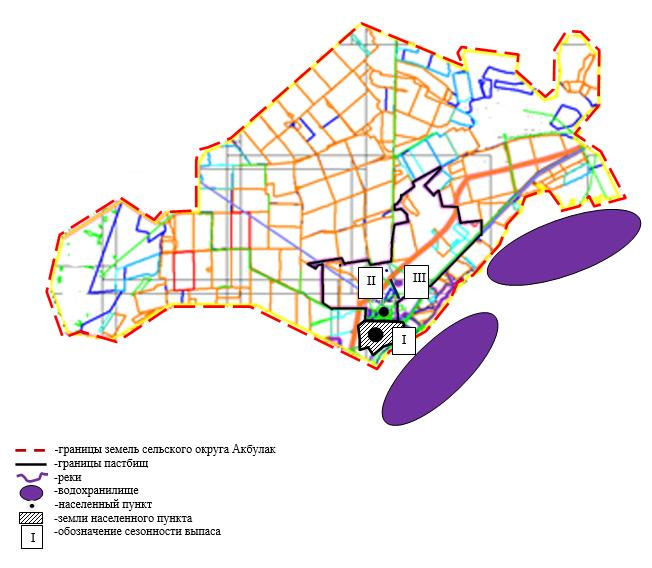 II
III
I
-границы земель сельского округа Акбулак
-границы пастбищ
-реки
-водохранилище
-населенный пункт
-земли населенного пункта
I
-обозначение сезонности выпаса